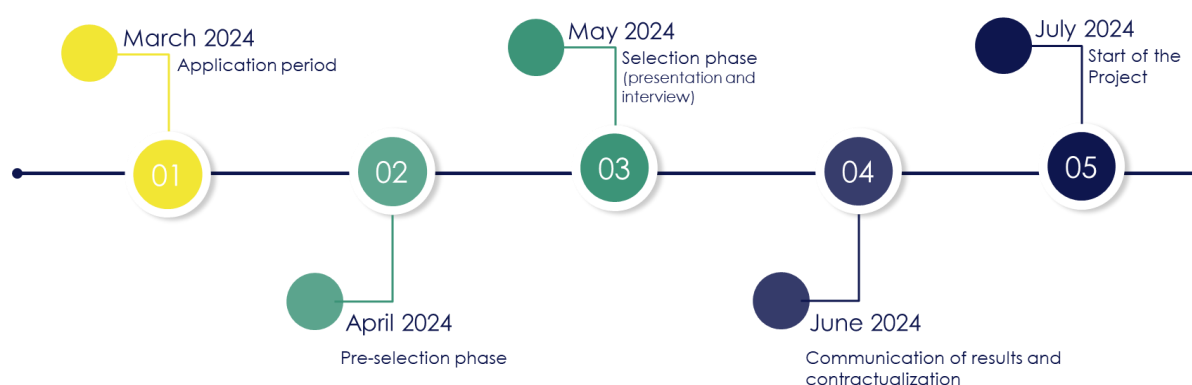 March 2024
Application period
01
April 2024
Pre-selection phase
02
May 2024
Selection phase
(presentation and
interview)
03
June 2024
Communication of results and
contractualization
04
July 2024
Start of the
Project
05